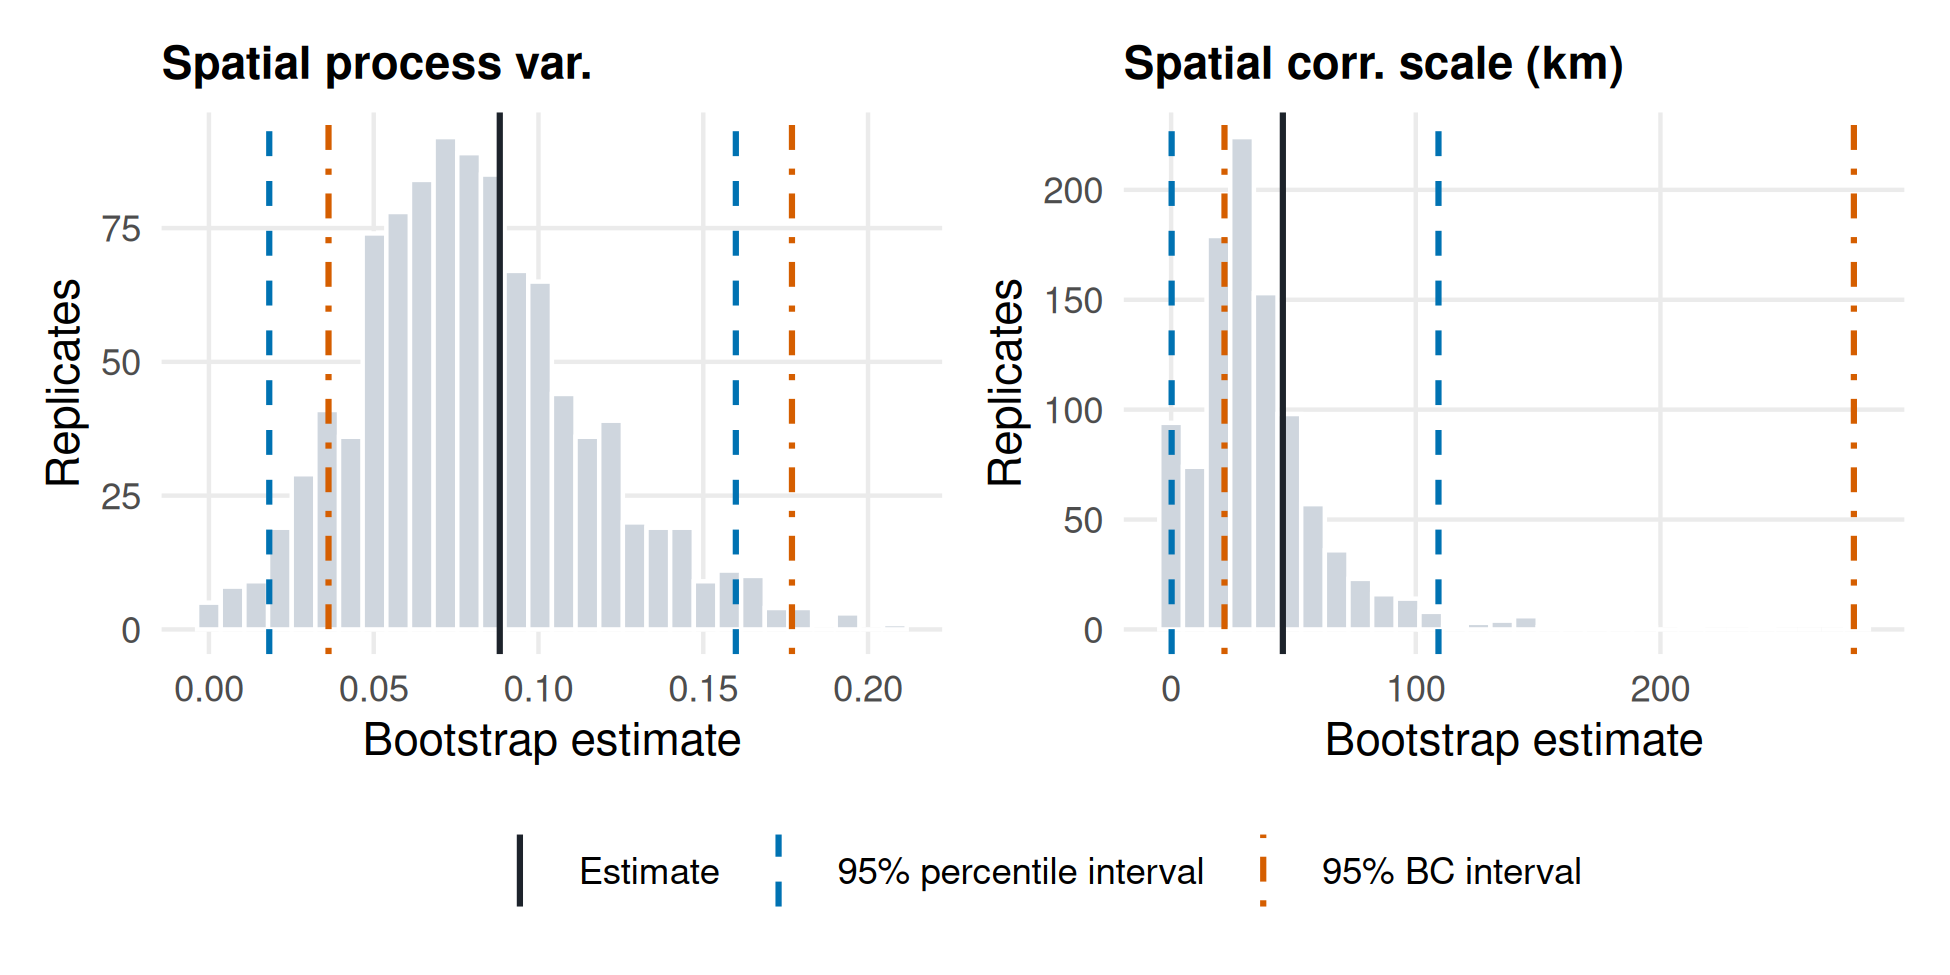 Spatial process var.
Spatial corr. scale (km)
Replicates
75
50
25
0
0.00 0.05 0.10 0.15 0.20
Bootstrap estimate
Replicates
200
150
100
50
0
0 100 200
Bootstrap estimate
Estimate 95% percentile interval 95% BC interval